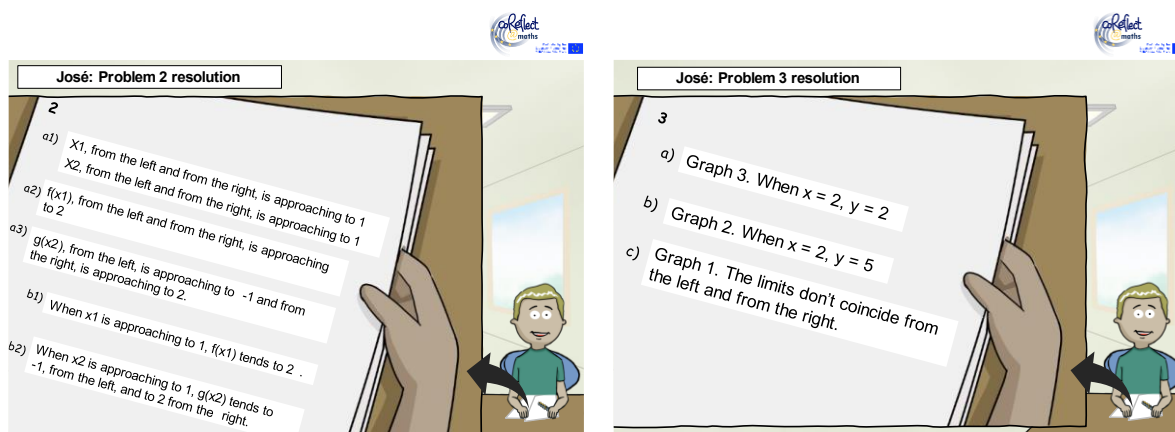 coReflect
maths
José: Problem 2 resolution
2
a1) X1, from the left and from the right, is approaching to 1
X2, from the left and from the right, is approaching to 1
a2) f(x1), from the left and from the right, is approaching
to 2
a3) g(x2), from the left, is approaching to -1 and from
the right, is approaching to 2.
b1) When x1 is approaching to 1, f(x1) tends to 2 .
b2) When x2 is approaching to 1, g(x2) tends to
-1, from the left, and to 2 from the right.
coReflect
maths
José: Problem 3 resolution
3
a) Graph 3. When x = 2, y = 2
b) Graph 2. When x = 2, y = 5
c) Graph 1. The limits don't coincide from
the left and from the right.